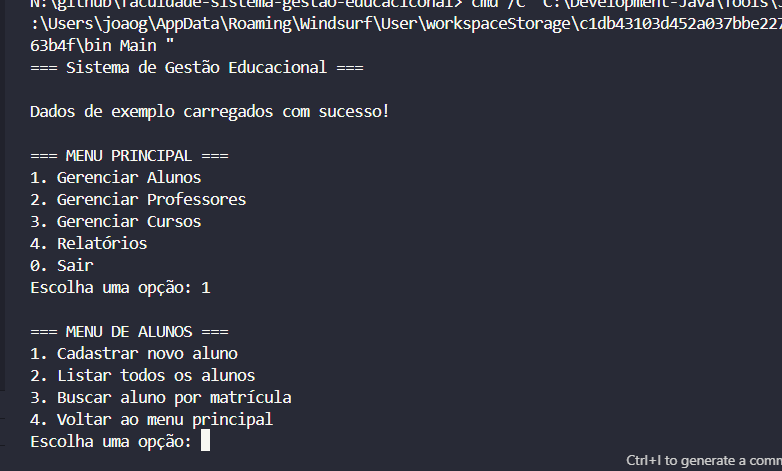 N:\github\faculdade-sistema-gestao-educacional> cmd /C "C:\Development-Java\Tools\
:\Users\joaog\AppData\Roaming\Windsurf\User\workspaceStorage\c1db43103d452a037bbe227
63b4f\bin Main "
=== Sistema de Gestão Educacional ===
Dados de exemplo carregados com sucesso!
=== MENU PRINCIPAL ===
1. Gerenciar Alunos
2. Gerenciar Professores
3. Gerenciar Cursos
4. Relatórios
0. Sair
Escolha uma opção: 1
=== MENU DE ALUNOS ===
1. Cadastrar novo aluno
2. Listar todos os alunos
3. Buscar aluno por matrícula
4. Voltar ao menu principal
Escolha uma opção:
Ctrl+I to generate a comm